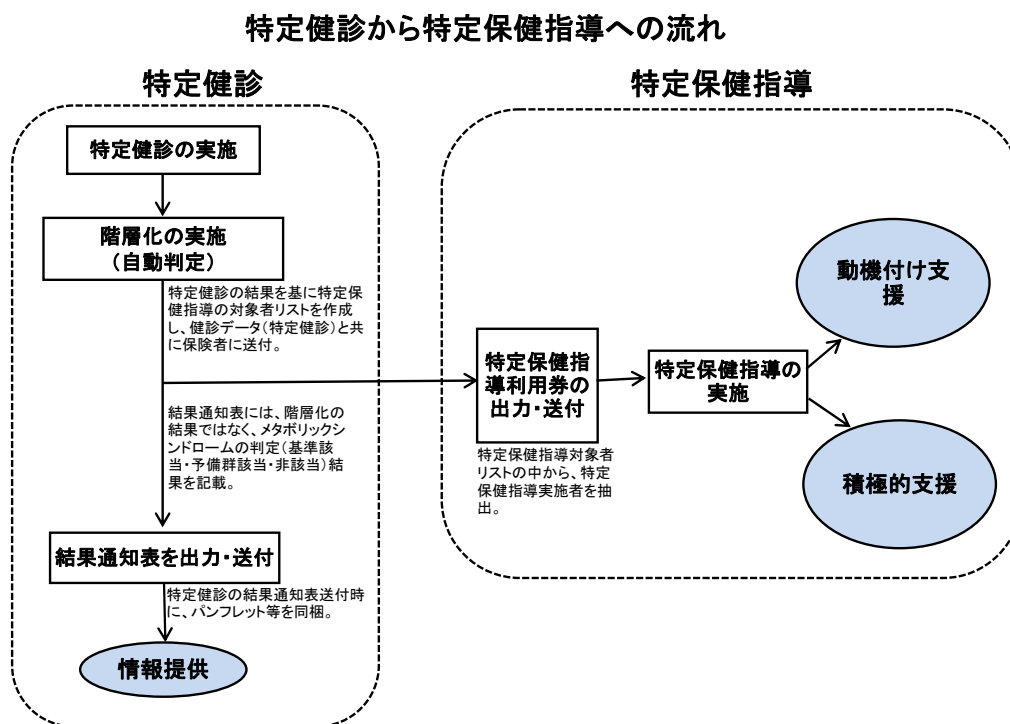 特定健診から特定保健指導への流れ
特定健診
特定健診の実施
階層化の実施
（自動判定）
特定健診の結果を基に特定保
健指導の対象者リストを作成
し、健診データ（特定健診）と共
に保険者に送付。
結果通知表には、階層化の
結果ではなく、メタボリックシ
ンドロームの判定（基準該
当・予備群該当・非該当）結
果を記載。
結果通知表を出力・送付
特定健診の結果通知表送付時
に、パンフレット等を同梱。
情報提供
特定保健指導
特定保健指
導利用券の
出力・送付
特定保健指導対象者
リストの中から、特定
保健指導実施者を抽
出。
特定保健指導の
実施
動機付け支
援
積極的支援